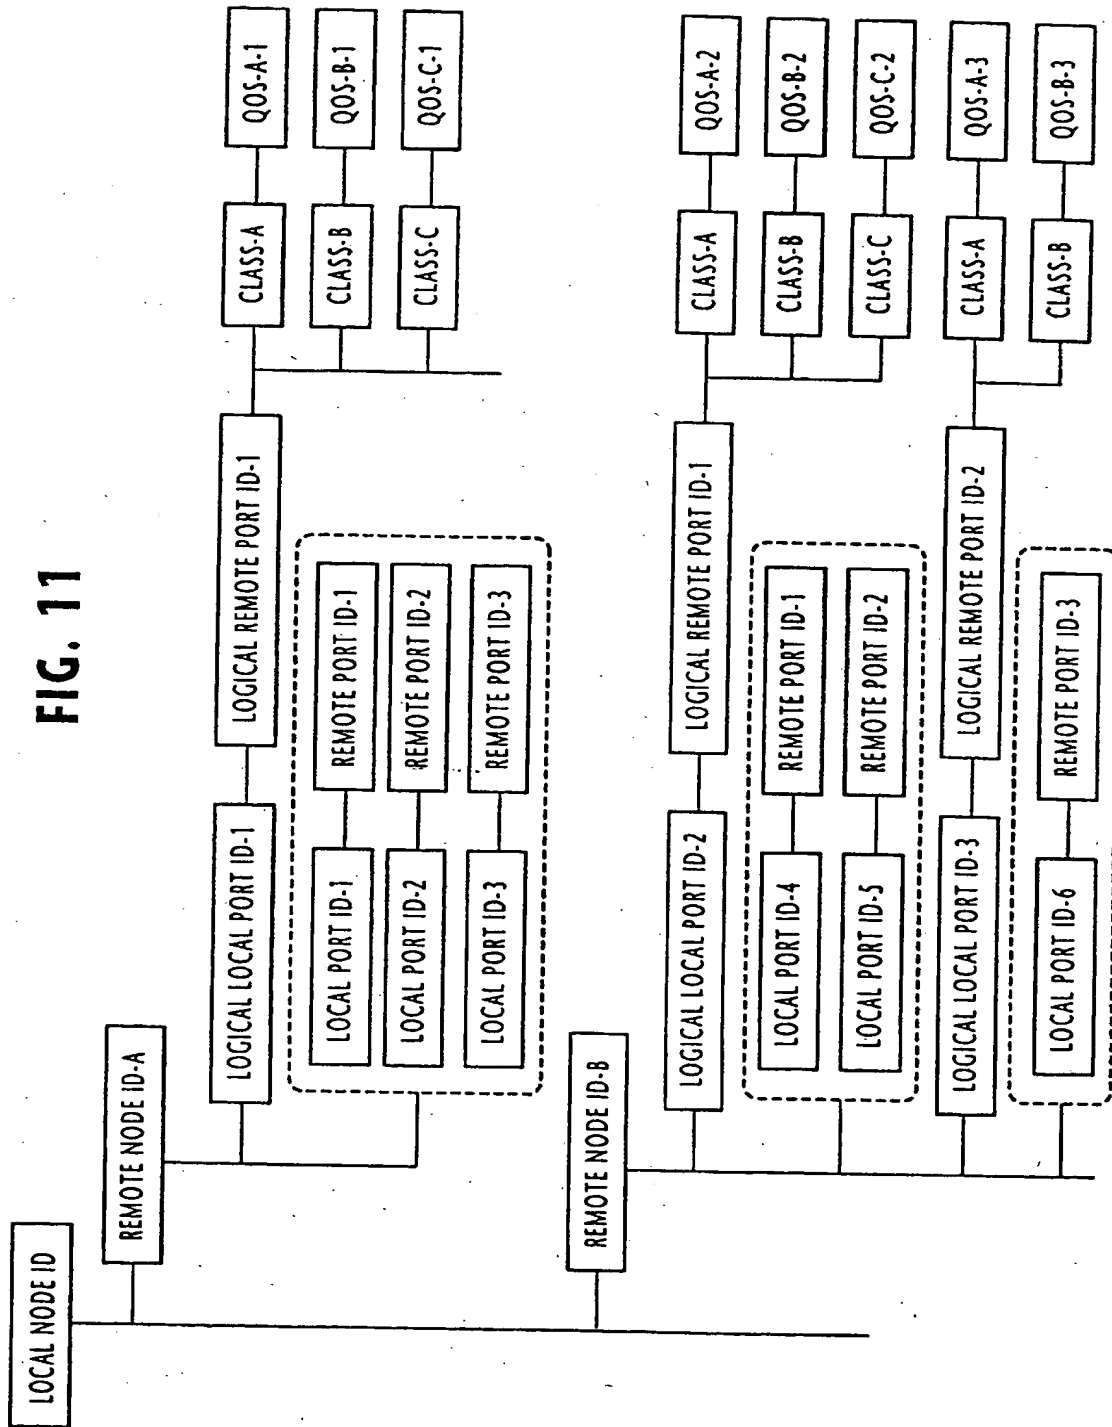 FIG. 11
LOCAL NODE ID
REMOTE NODE ID-A
LOGICAL LOCAL PORT ID-1
LOGICAL REMOTE PORT ID-1
CLASS-A
QOS-A-1
CLASS-B
QOS-B-1
CLASS-C
QOS-C-1
LOCAL PORT ID-1
REMOTE PORT ID-1
LOCAL PORT ID-2
REMOTE PORT ID-2
LOCAL PORT ID-3
REMOTE PORT ID-3
REMOTE NODE ID-B
LOGICAL LOCAL PORT ID-2
LOGICAL REMOTE PORT ID-1
CLASS-A
QOS-A-2
CLASS-B
QOS-B-2
CLASS-C
QOS-C-2
LOCAL PORT ID-4
REMOTE PORT ID-1
LOCAL PORT ID-5
REMOTE PORT ID-2
LOGICAL LOCAL PORT ID-3
LOGICAL REMOTE PORT ID-2
CLASS-A
QOS-A-3
CLASS-B
QOS-B-3
LOCAL PORT ID-6
REMOTE PORT ID-3